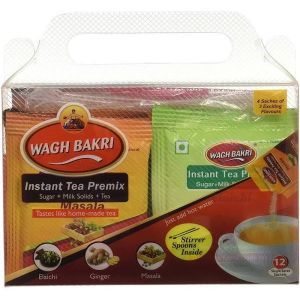 4 Sachets of
3 Exciting
Flavours
WAGH BAKRI
Instant Tea Premix
Sugar + Milk Solids + Tea
Masala
Tastes like home-made tea
WAGH BAKRI
Instant Tea Pre
Sugar + Milk Solids
Just add hot water
Stirrer
Spoons
Inside
Elaichi
Ginger
Masala
12